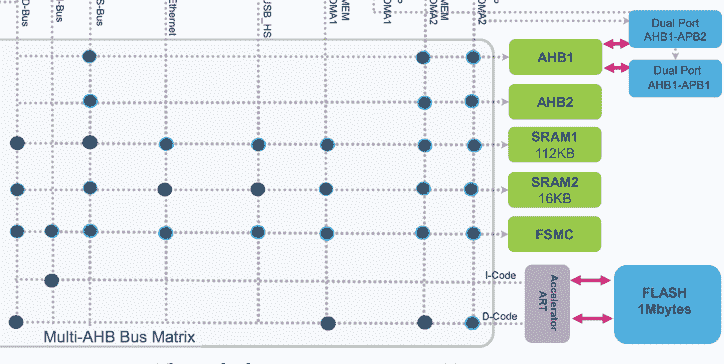 D-Bus
I-Bus
S-Bus
Ethernet
USB_HS
MEM
DMA1
MEM
DMA2
DMA1
DMA2
Dual Port
AHB1-APB2
Dual Port
AHB1-APB1
AHB1
AHB2
SRAM1
112KB
SRAM2
16KB
FSMC
I-Code
D-Code
Accelerator
ART
FLASH
1Mbytes
Multi-AHB Bus Matrix